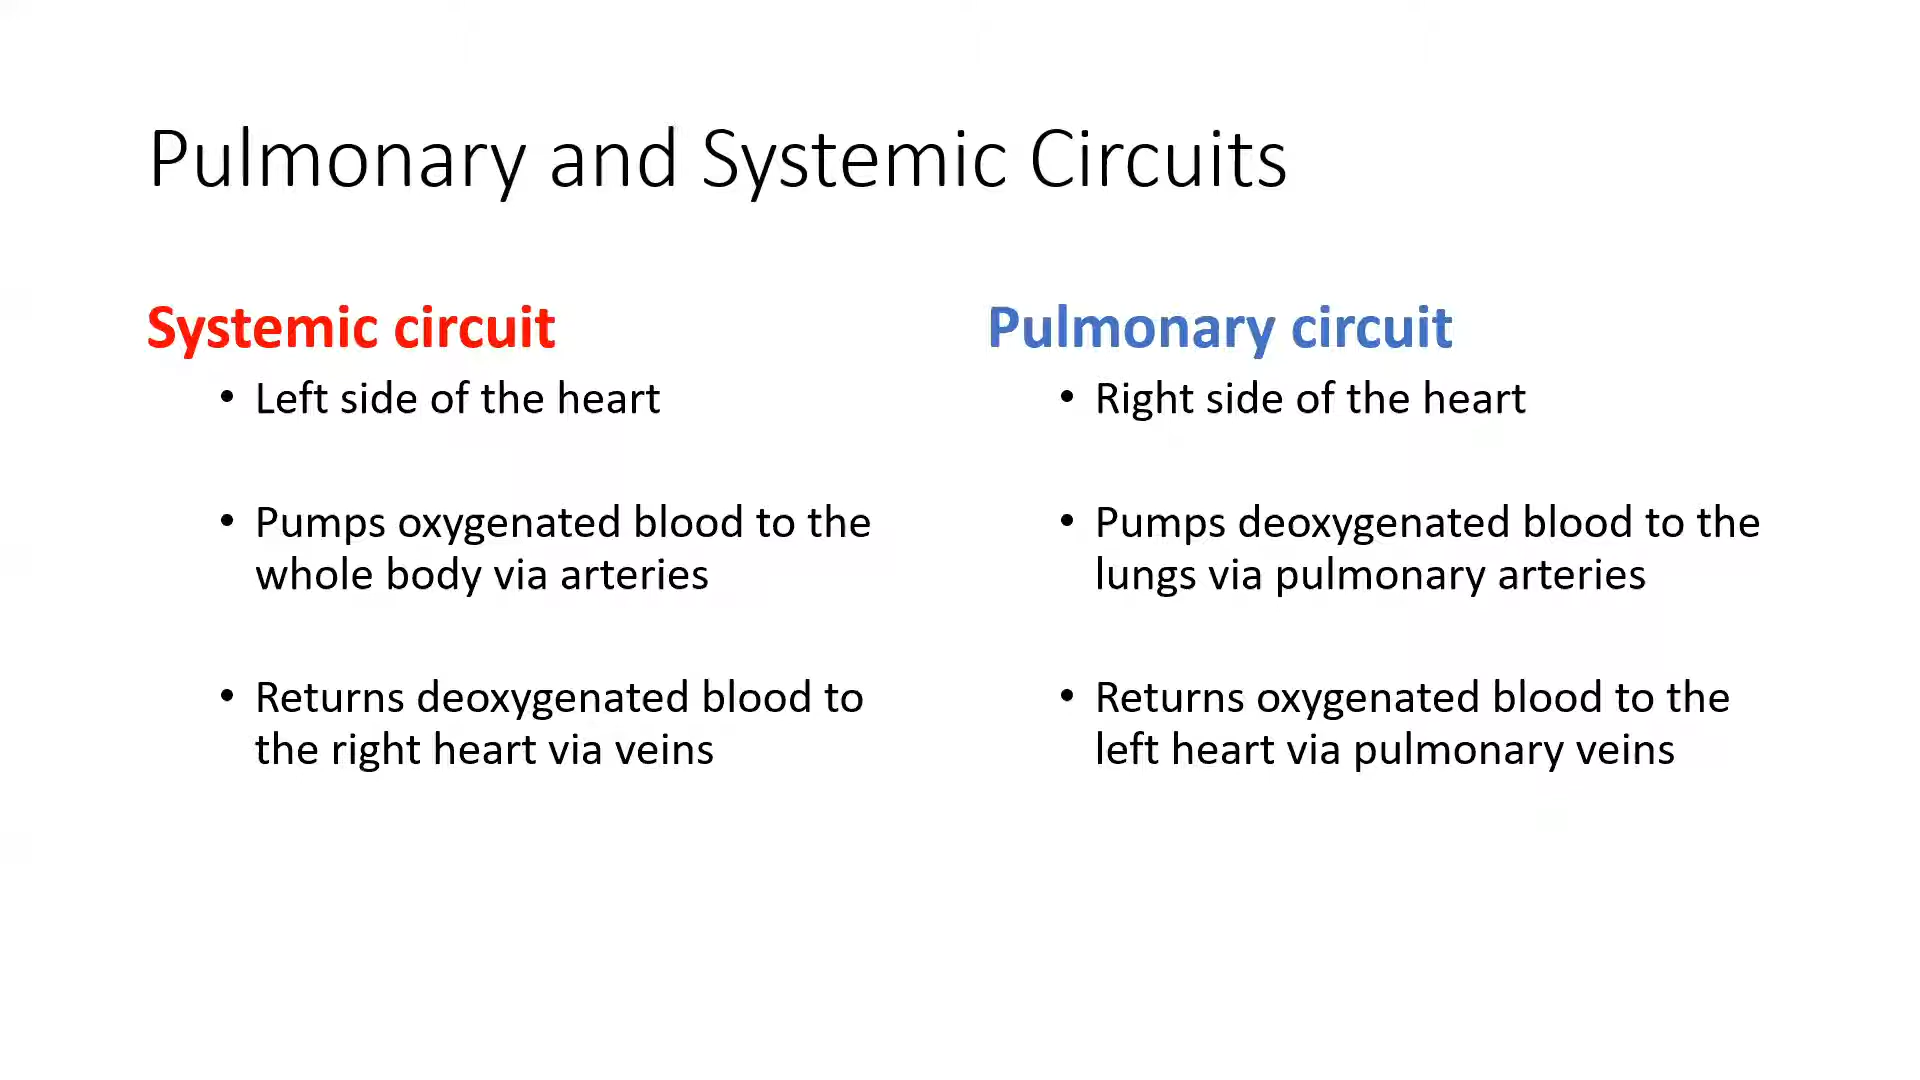 Pulmonary and Systemic Circuits
Systemic circuit
• Left side of the heart
• Pumps oxygenated blood to the
whole body via arteries
• Returns deoxygenated blood to
the right heart via veins
Pulmonary circuit
• Right side of the heart
• Pumps deoxygenated blood to the
lungs via pulmonary arteries
• Returns oxygenated blood to the
left heart via pulmonary veins